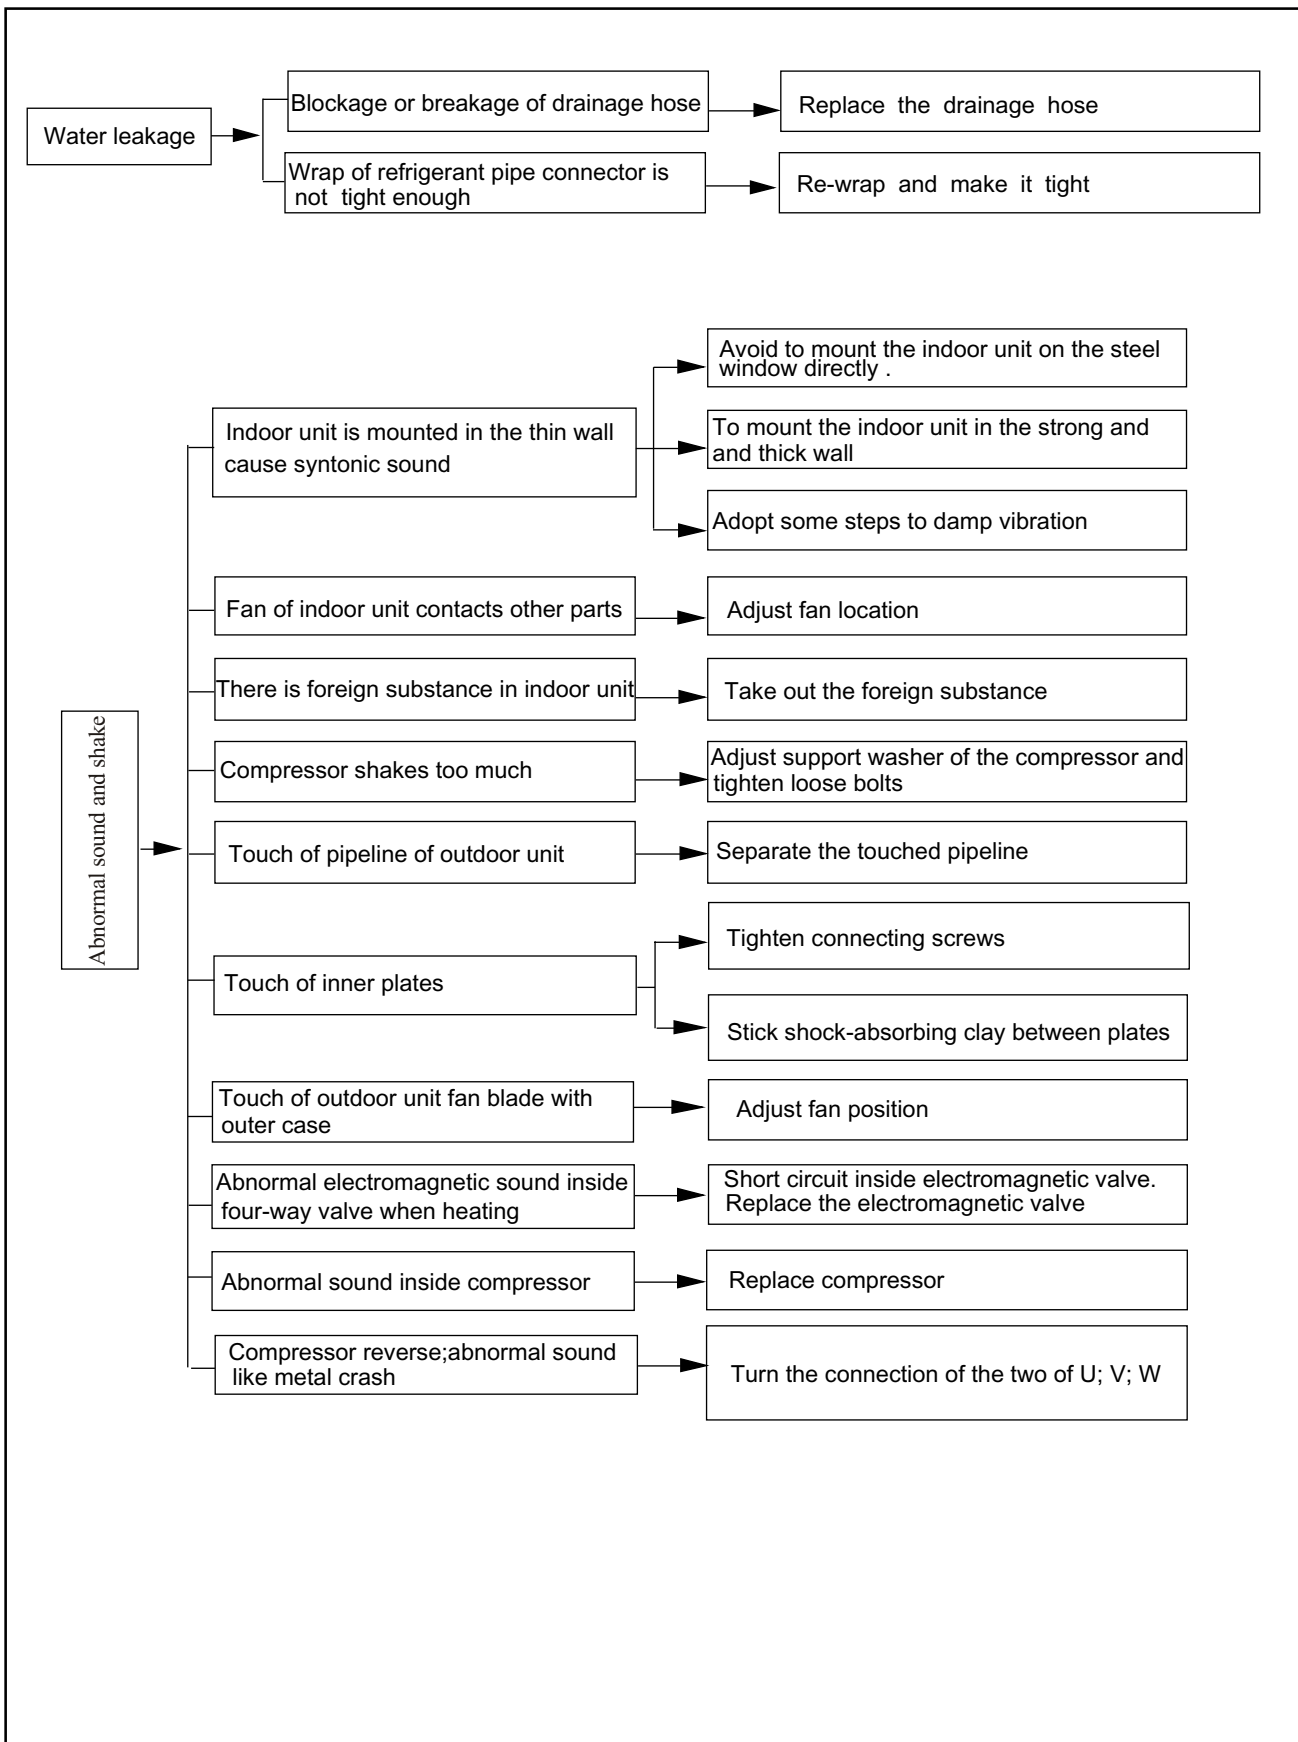 Water leakage
Blockage or breakage of drainage hose
Replace the drainage hose
Wrap of refrigerant pipe connector is
not tight enough
Re-wrap and make it tight
Abnormal sound and shake
Indoor unit is mounted in the thin wall
cause syntonic sound
Avoid to mount the indoor unit on the steel
window directly .
To mount the indoor unit in the strong and
and thick wall
Adopt some steps to damp vibration
Fan of indoor unit contacts other parts
Adjust fan location
There is foreign substance in indoor unit
Take out the foreign substance
Compressor shakes too much
Adjust support washer of the compressor and
tighten loose bolts
Touch of pipeline of outdoor unit
Separate the touched pipeline
Touch of inner plates
Tighten connecting screws
Stick shock-absorbing clay between plates
Touch of outdoor unit fan blade with
outer case
Adjust fan position
Abnormal electromagnetic sound inside
four-way valve when heating
Short circuit inside electromagnetic valve.
Replace the electromagnetic valve
Abnormal sound inside compressor
Replace compressor
Compressor reverse;abnormal sound
like metal crash
Turn the connection of the two of U; V; W